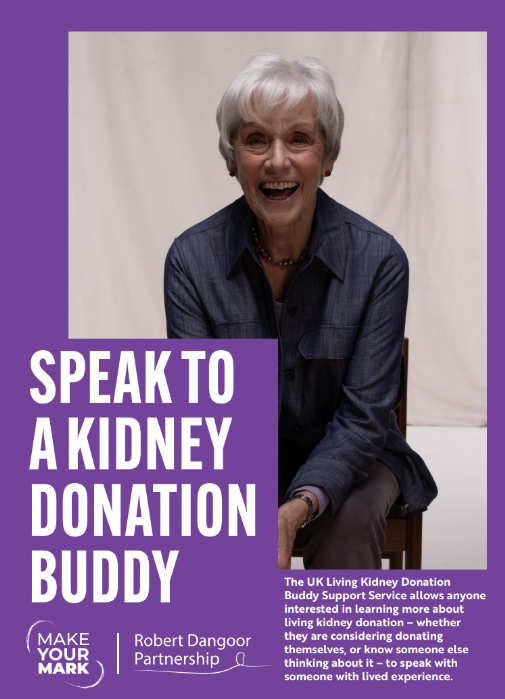 SPEAK TO
A KIDNEY
DONATION
BUDDY
The UK Living Kidney Donation
Buddy Support Service allows anyone
interested in learning more about
living kidney donation – whether
they are considering donating
themselves, or know someone else
thinking about it – to speak with
someone with lived experience.
MAKE
YOUR
MARK
Robert Dangoor
Partnership